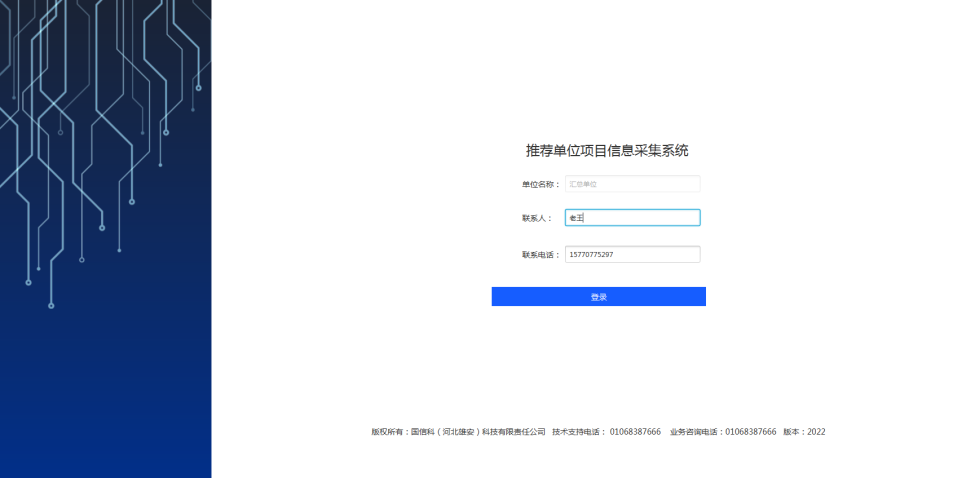 推荐单位项目信息采集系统
单位名称： 汇总单位
联系人： 老王
联系电话： 15770775297
登录
版权所有：国信科（河北雄安）科技有限责任公司 技术支持电话： 01068387666 业务咨询电话：01068387666 版本：2022